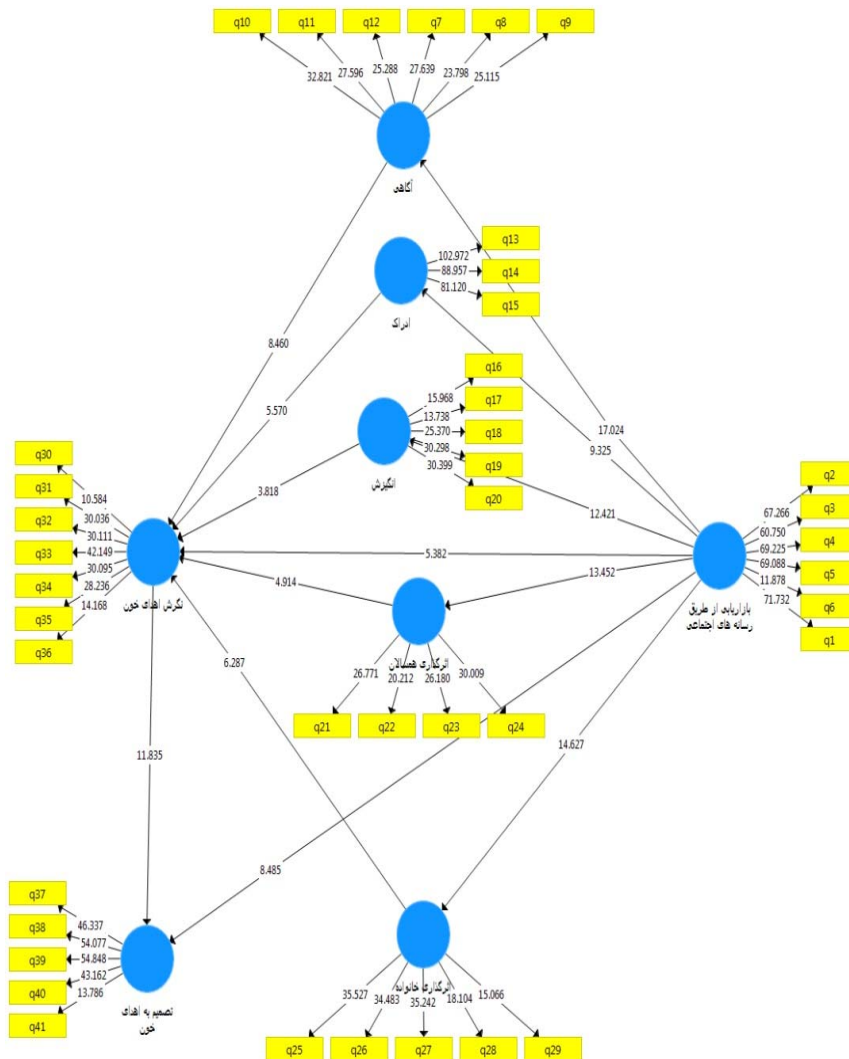 q10
q11
q12
q7
q8
q9
32.821
27.596
25.288
27.639
23.798
25.115
آگاهی
q13
q14
q15
102.972
88.957
81.120
ادراک
8.460
5.570
q16
q17
q18
q19
q20
15.968
13.738
25.370
30.298
30.399
انگیزش
3.818
17.024
9.325
12.421
5.382
13.452
4.914
q30
q31
q32
q33
q34
q35
q36
10.584
30.036
30.111
42.149
30.095
28.236
14.168
نگرش اهدای خون
q2
q3
q4
q5
q6
q1
67.266
60.750
69.225
69.088
11.878
71.732
بازاریابی از طریق
رسانه های اجتماعی
اثرگذاری همسالان
26.771
20.212
26.180
30.009
q21
q22
q23
q24
6.287
14.627
11.835
8.485
q37
q38
q39
q40
q41
46.337
54.077
54.848
43.162
13.786
تصمیم به اهدای
خون
اثرگذاری خانواده
35.527
34.483
35.242
18.104
15.066
q25
q26
q27
q28
q29